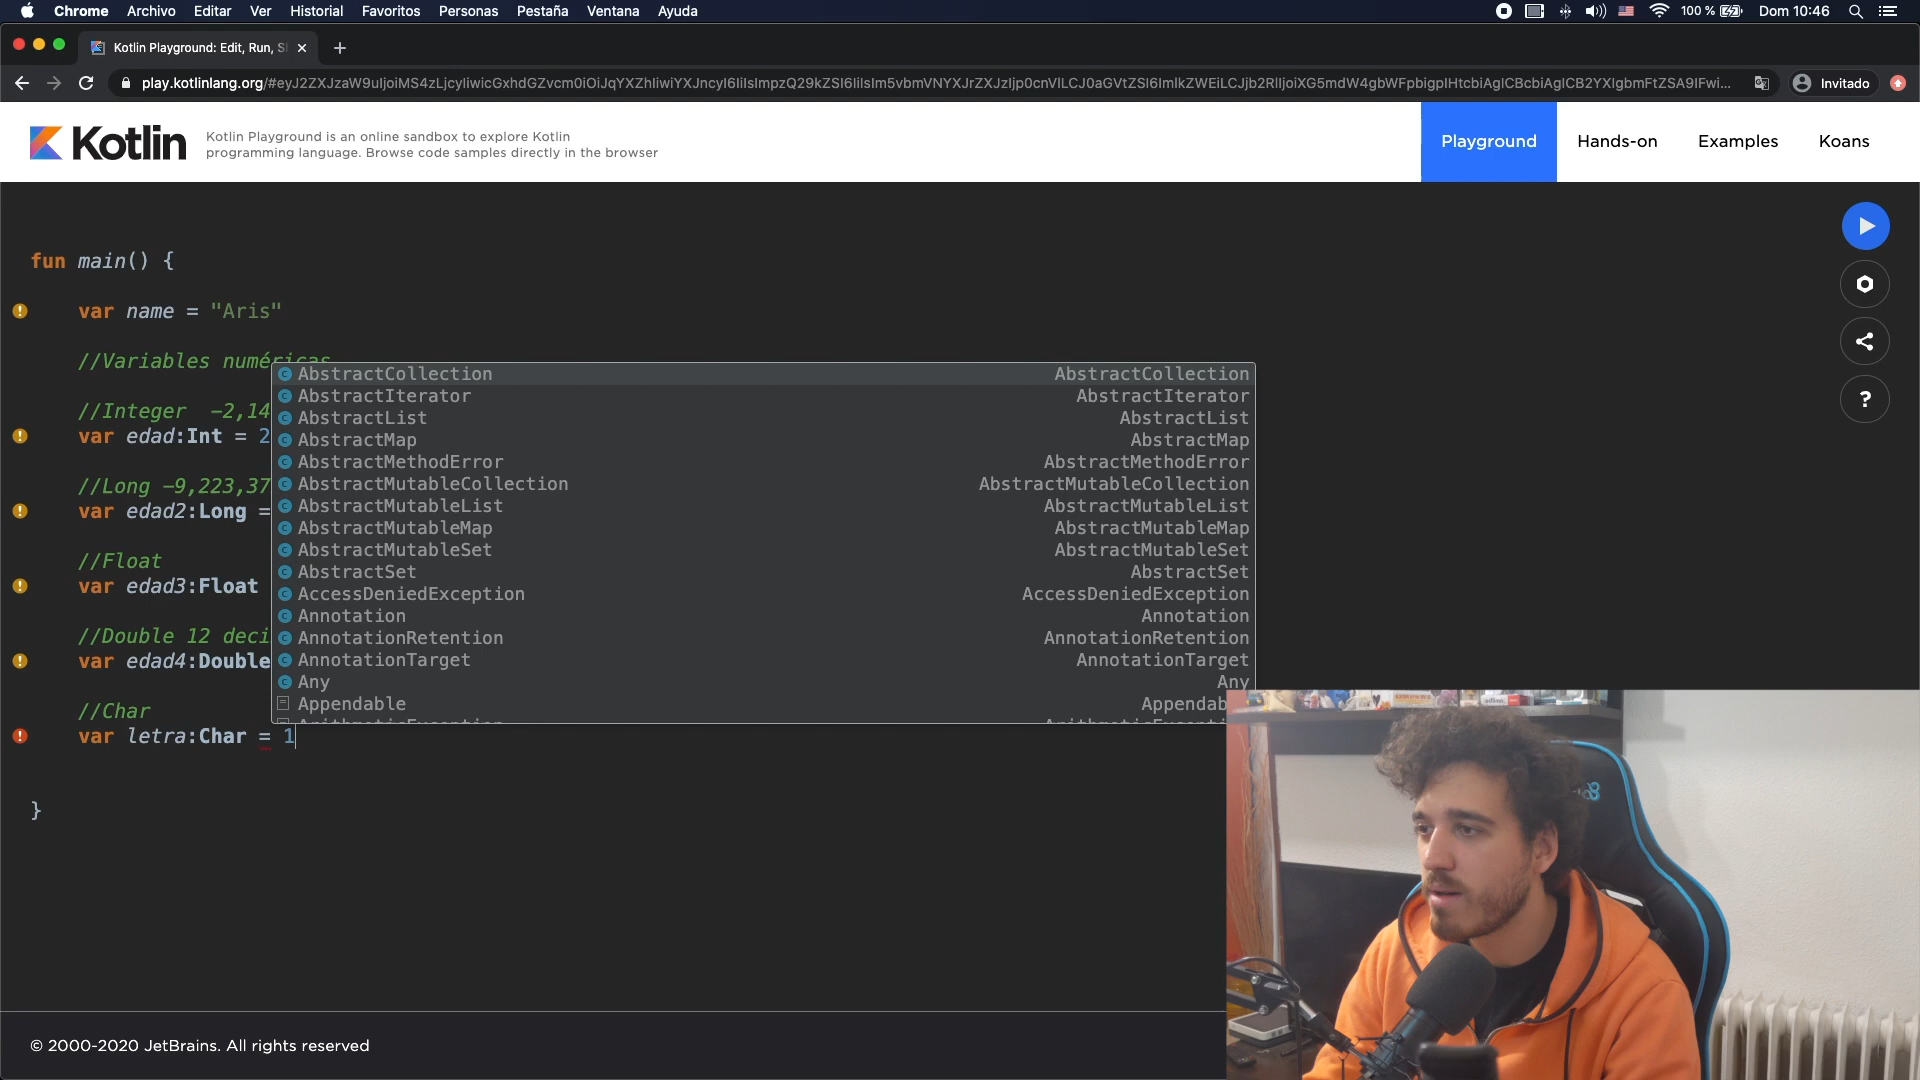 Chrome Archivo Editar Ver Historial Favoritos Personas Pestaña Ventana Ayuda 100 % Dom 10:46
Kotlin Playground: Edit, Run, S
play.kotlinlang.org Invitado
Kotlin
Kotlin Playground is an online sandbox to explore Kotlin
programming language. Browse code samples directly in the browser
Playground Hands-on Examples Koans
fun main() {
var name = "Aris"
//Variables numéricas
AbstractCollection AbstractCollection
AbstractIterator AbstractIterator
//Integer -2,14
AbstractList AbstractList
var edad:Int = 2
AbstractMap AbstractMap
AbstractMethodError AbstractMethodError
//Long -9,223,37
AbstractMutableCollection AbstractMutableCollection
var edad2:Long =
AbstractMutableList AbstractMutableList
AbstractMutableMap AbstractMutableMap
//Float
AbstractMutableSet AbstractMutableSet
var edad3:Float
AbstractSet AbstractSet
AccessDeniedException AccessDeniedException
Annotation Annotation
//Double 12 deci
AnnotationRetention AnnotationRetention
var edad4:Double
AnnotationTarget AnnotationTarget
Any Any
//Char
Appendable Appendab
var letra:Char = 1
}
?
© 2000-2020 JetBrains. All rights reserved